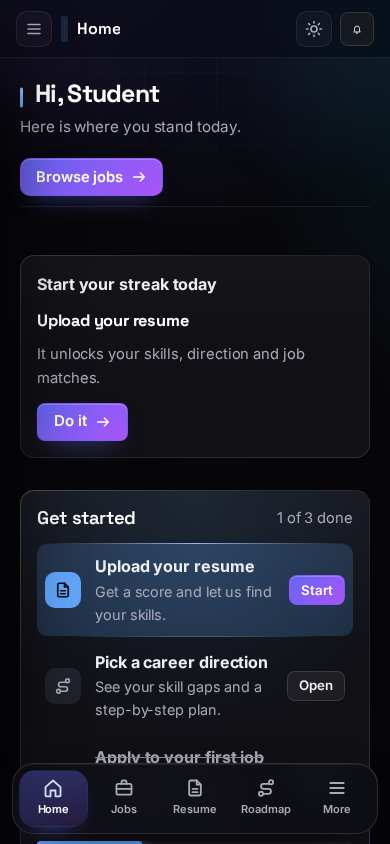 Home
Hi, Student
Here is where you stand today.
Browse jobs →
Start your streak today
Upload your resume
It unlocks your skills, direction and job
matches.
Do it →
Get started
1 of 3 done
Upload your resume
Get a score and let us find
your skills.
Start
Pick a career direction
See your skill gaps and a
step-by-step plan.
Open
Apply to your first job
Home
Jobs
Resume
Roadmap
More